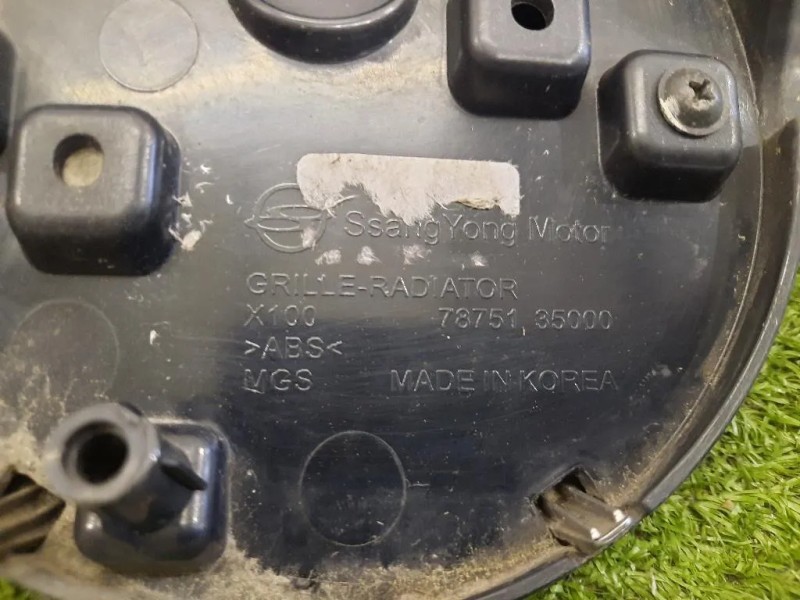 SsangYong Motor
GRILLE-RADIATOR
X100 78751 35000
>ABS<
MGS MADE IN KOREA